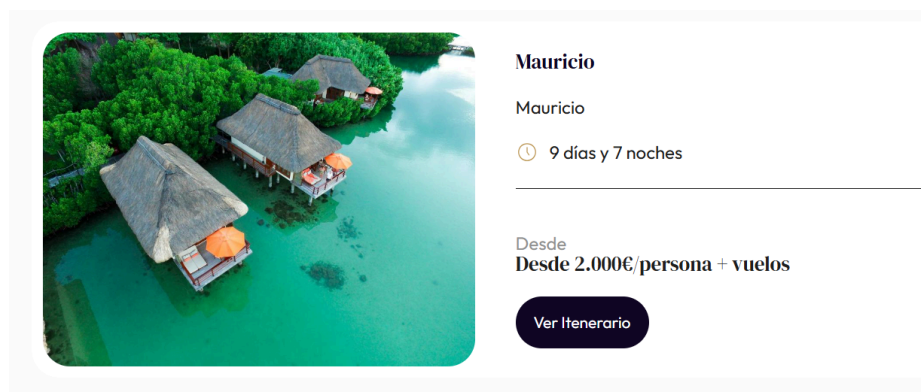 Mauricio
Mauricio
9 días y 7 noches
Desde
Desde 2.000€/persona + vuelos
Ver Itenerario